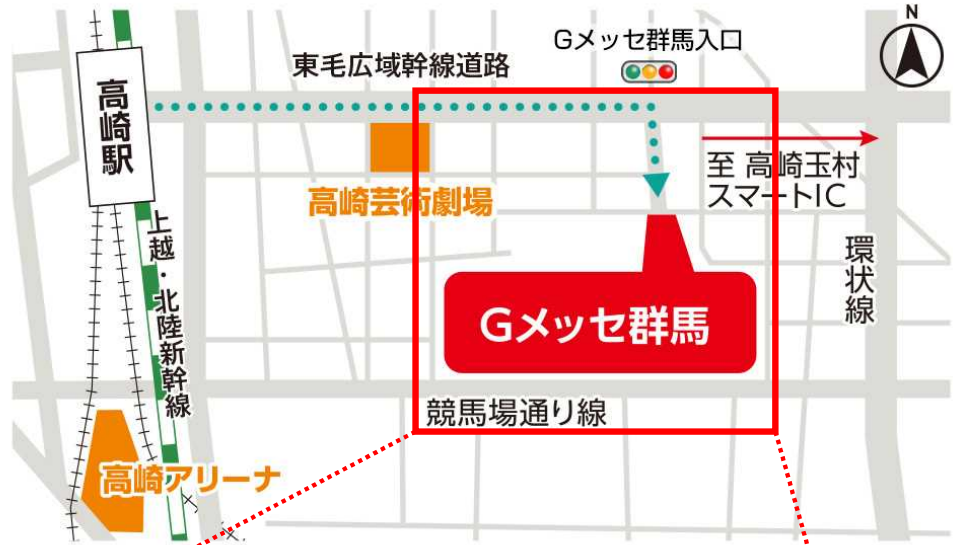 N
Gメッセ群馬入口
東毛広域幹線道路
高崎駅
至 高崎玉村
スマートIC
高崎芸術劇場
上越・北陸新幹線
環状線
Gメッセ群馬
競馬場通り線
高崎アリーナ